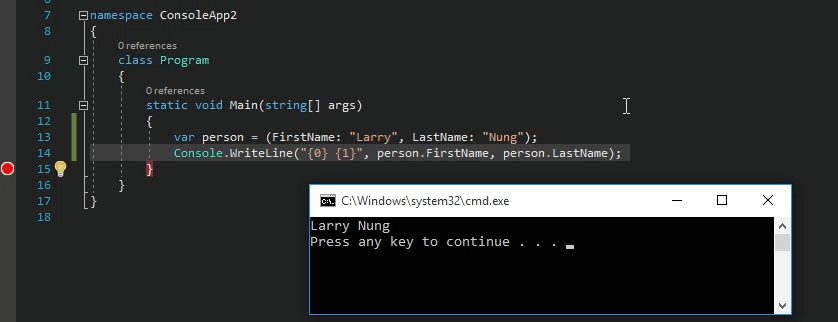 6
7 namespace ConsoleApp2
8 {
0 references
9 class Program
10 {
0 references
11 static void Main(string[] args)
12 {
13 var person = (FirstName: "Larry", LastName: "Nung");
14 Console.WriteLine("{0} {1}", person.FirstName, person.LastName);
15 }
16 }
17 }
18
C:\Windows\system32\cmd.exe
Larry Nung
Press any key to continue . . .